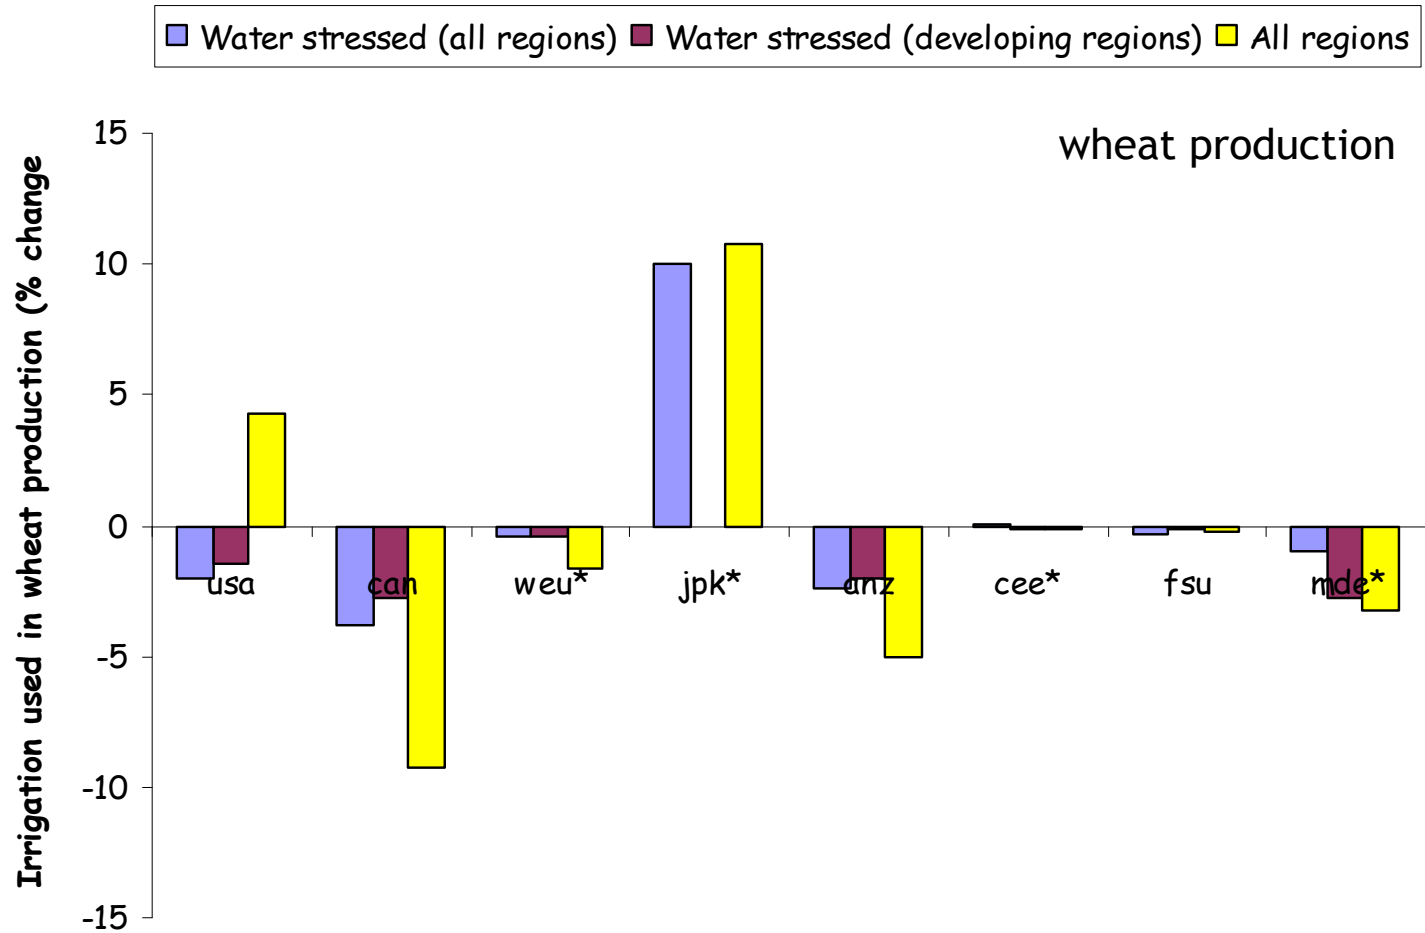 Water stressed (all regions) Water stressed (developing regions) All regions
wheat production
Irrigation used in wheat production (% change
15
10
5
0
-5
-10
-15
usa can weu* jpk* anz cee* fsu mde*